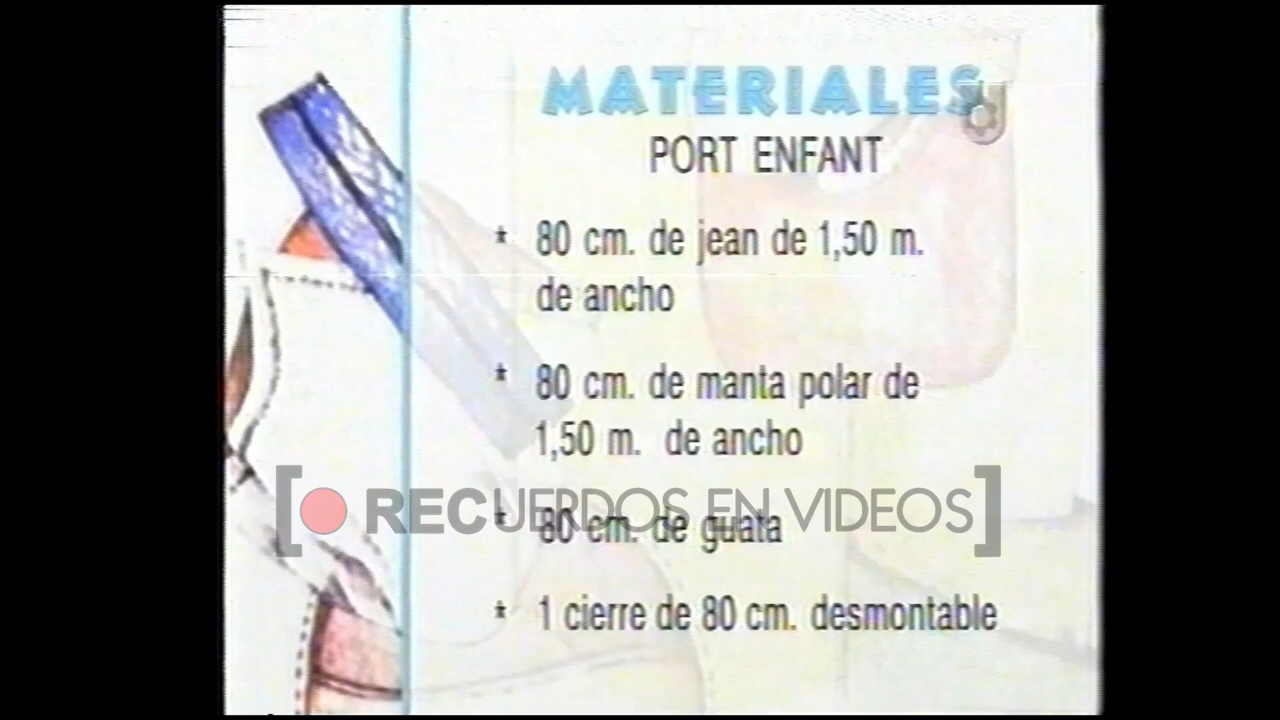 MATERIALES
PORT ENFANT
* 80 cm. de jean de 1,50 m.
de ancho
* 80 cm. de manta polar de
1,50 m. de ancho
[ RECUERDOS EN VIDEOS]
* 80 cm. de guata
* 1 cierre de 80 cm. desmontable